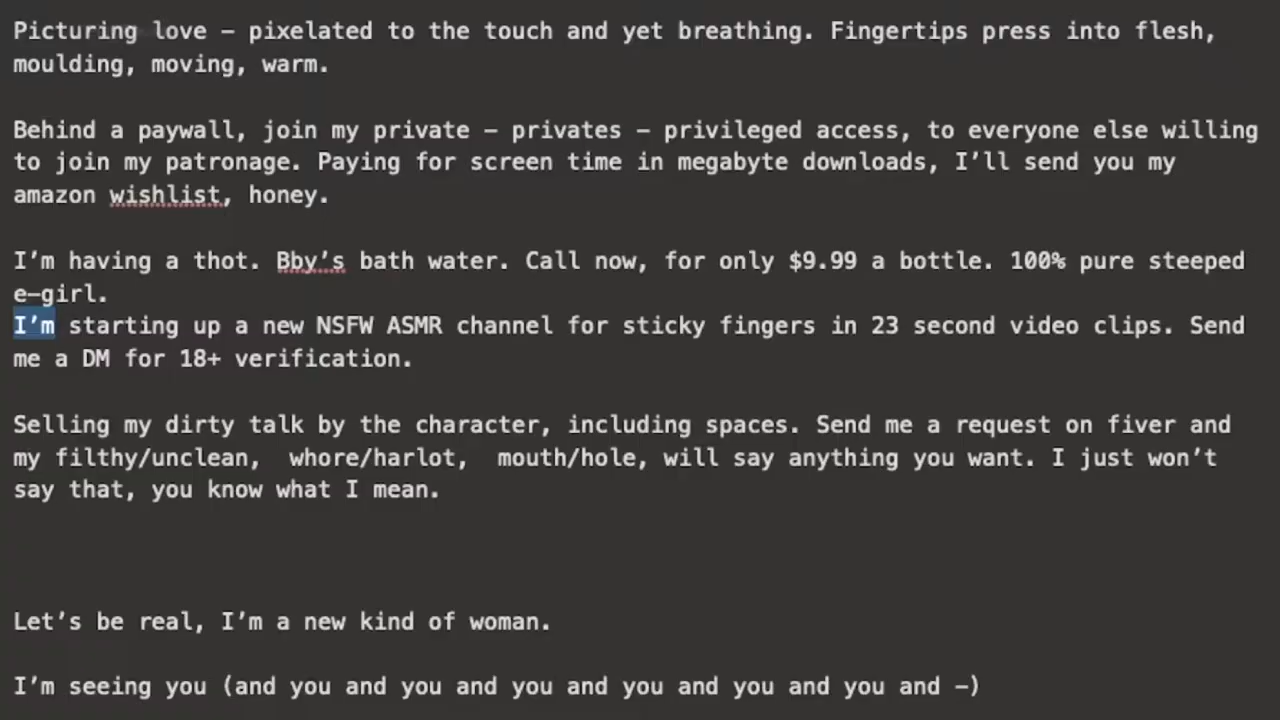 Picturing love – pixelated to the touch and yet breathing. Fingertips press into flesh,
moulding, moving, warm.
Behind a paywall, join my private – privates – privileged access, to everyone else willing
to join my patronage. Paying for screen time in megabyte downloads, I’ll send you my
amazon wishlist, honey.
I’m having a thot. Bby’s bath water. Call now, for only $9.99 a bottle. 100% pure steeped
e–girl.
I’m starting up a new NSFW ASMR channel for sticky fingers in 23 second video clips. Send
me a DM for 18+ verification.
Selling my dirty talk by the character, including spaces. Send me a request on fiver and
my filthy/unclean,  whore/harlot,  mouth/hole, will say anything you want. I just won’t
say that, you know what I mean.
Let’s be real, I’m a new kind of woman.
I’m seeing you (and you and you and you and you and you and you and –)